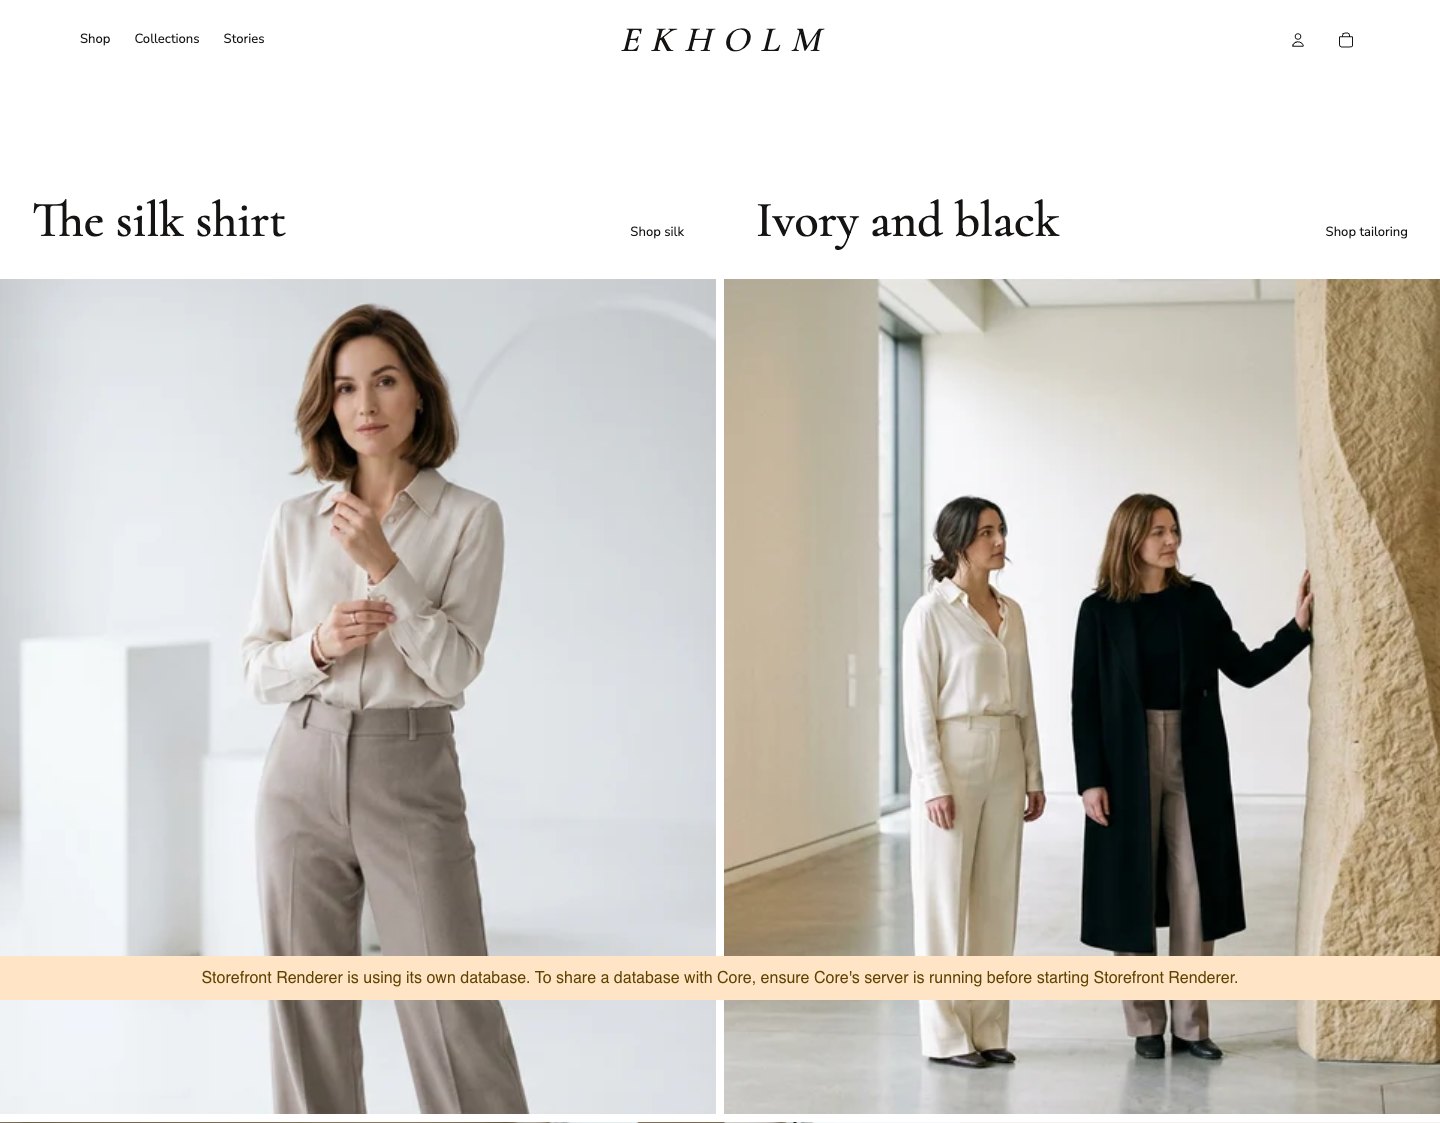 Shop Collections Stories
EKHOLM
The silk shirt
Shop silk
Ivory and black
Shop tailoring
Storefront Renderer is using its own database. To share a database with Core, ensure Core's server is running before starting Storefront Renderer.